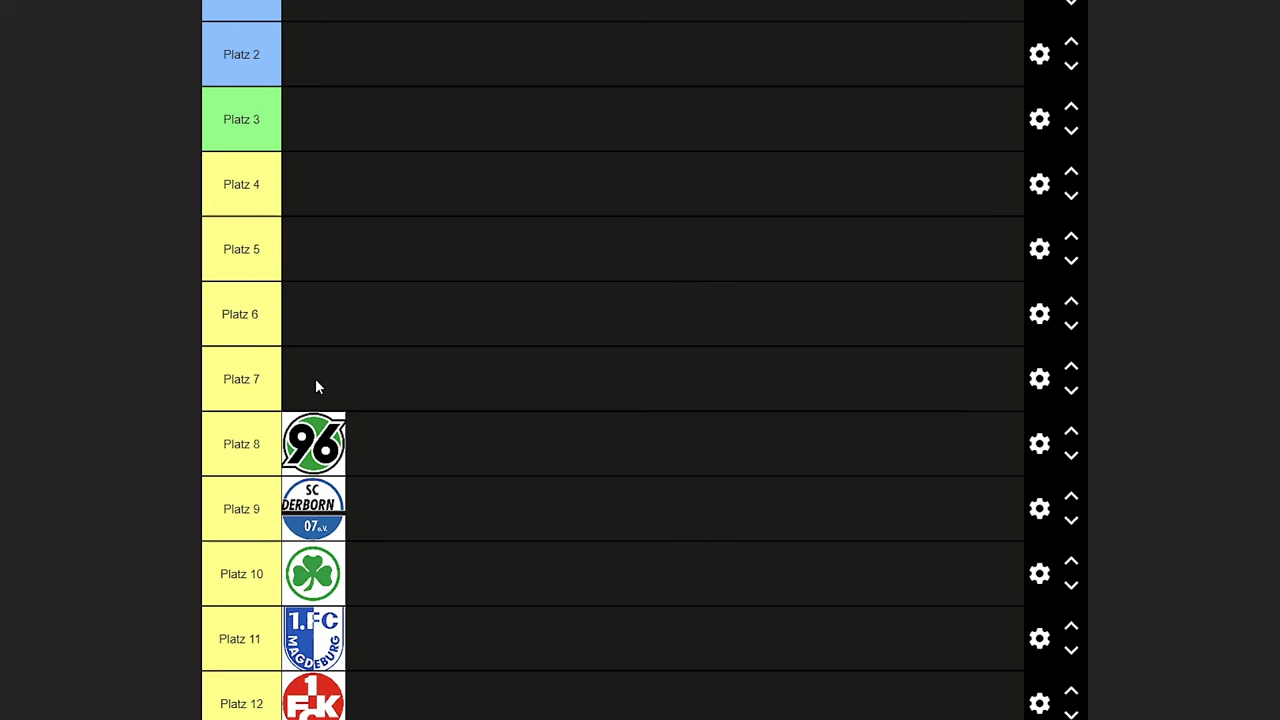 Platz 2
Platz 3
Platz 4
Platz 5
Platz 6
Platz 7
Platz 8
96
Platz 9
SC
DERBORN
07 e.V.
Platz 10
Platz 11
1.FC
MAGDEBURG
Platz 12
1
FCK